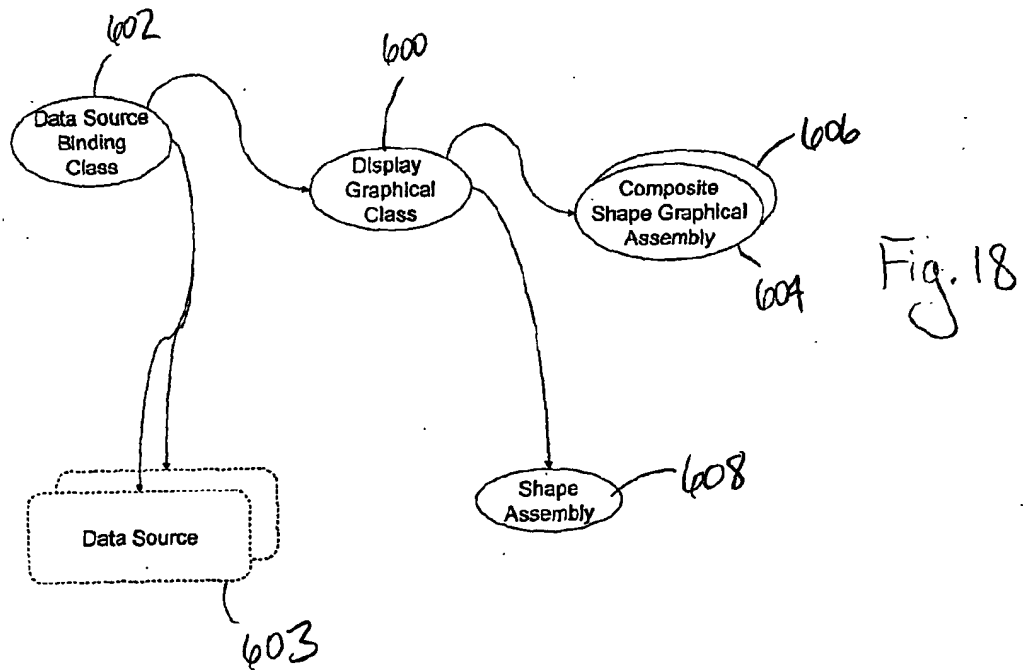 602
600
Data Source
Binding
Class
Display
Graphical
Class
606
Composite
Shape Graphical
Assembly
604
Fig. 18
Shape
Assembly
608
Data Source
603